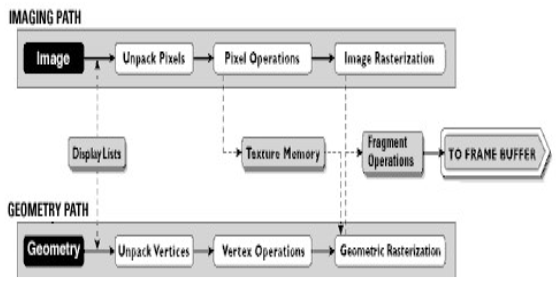 IMAGING PATH
Image
Unpack Pixels
Pixel Operations
Image Rasterization
Display Lists
Texture Memory
Fragment
Operations
TO FRAME BUFFER
GEOMETRY PATH
Geometry
Unpack Vertices
Vertex Operations
Geometric Rasterization